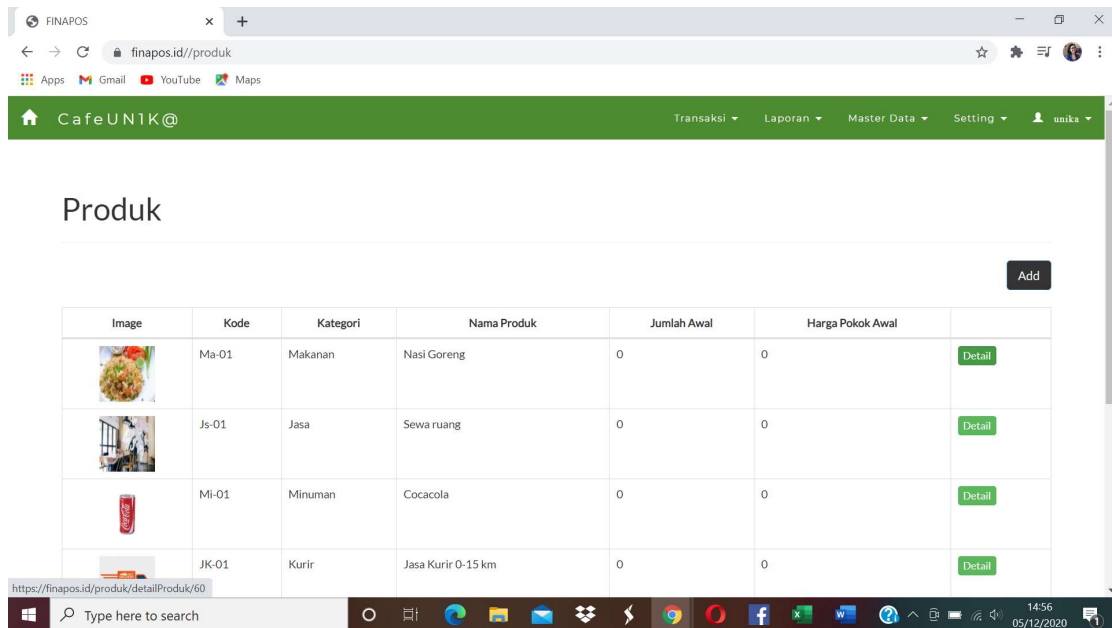 FINAPOS
finapos.id//produk
Apps Gmail YouTube Maps
CafeUN1K@ Transaksi Laporan Master Data Setting unika
Produk
Add
Image Kode Kategori Nama Produk Jumlah Awal Harga Pokok Awal
Ma-01 Makanan Nasi Goreng 0 0 Detail
Js-01 Jasa Sewa ruang 0 0 Detail
Mi-01 Minuman Cocacola 0 0 Detail
JK-01 Kurir Jasa Kurir 0-15 km 0 0 Detail
https://finapos.id/produk/detailProduk/60
Type here to search
14:56
05/12/2020